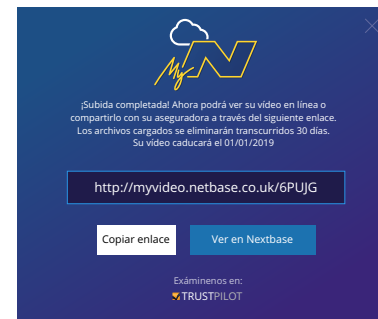 My N
¡Subida completada! Ahora podrá ver su vídeo en línea o
compartirlo con su aseguradora a través del siguiente enlace.
Los archivos cargados se eliminarán transcurridos 30 días.
Su vídeo caducará el 01/01/2019
http://myvideo.netbase.co.uk/6PUJG
Copiar enlace
Ver en Nextbase
Exáminenos en:
TRUSTPILOT